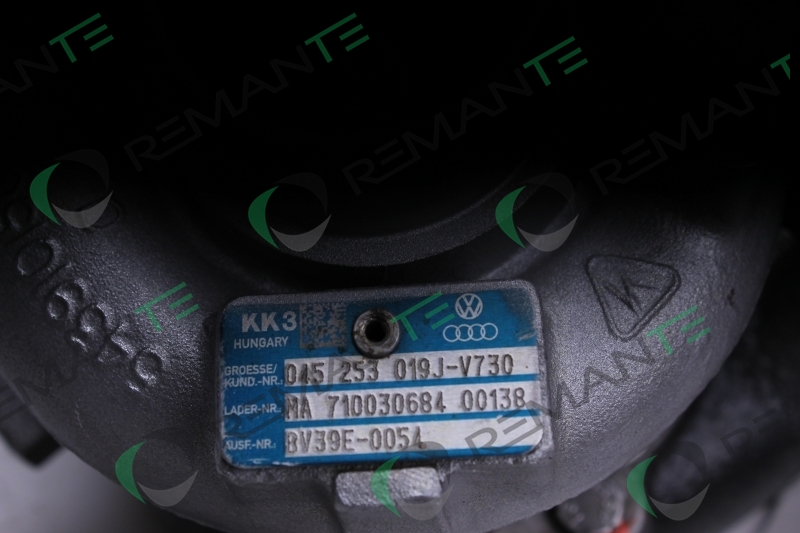 REMANTE
REMANTE
REMANTE
KK3
HUNGARY
GROESSE/
KUND.-NR.: 045 253 019J-V730
LADER-NR.: MA 710030684 00138
AUSF.-NR.: BV39E-0054
REMANTE
REMANTE